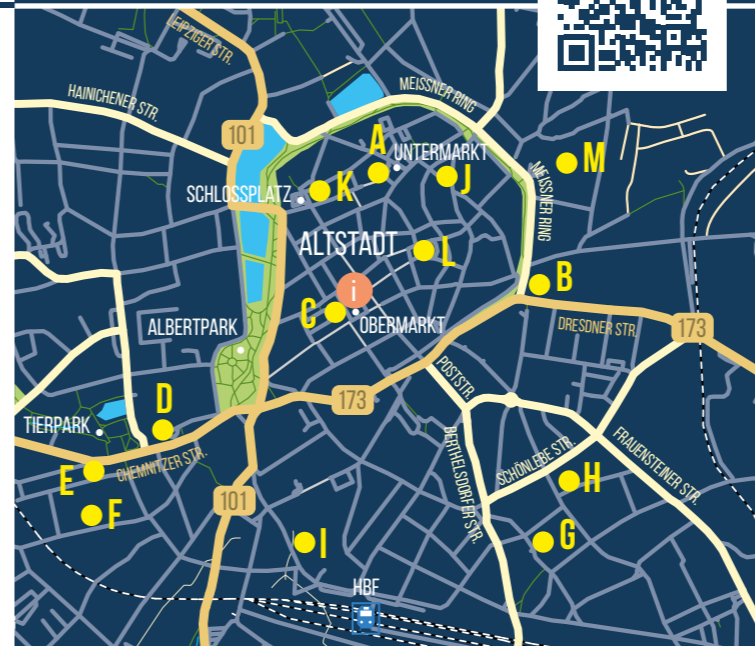 LEIPZIGER STR.
HAINICHENER STR.
MEISSNER RING
101
A
UNTERMARKT
M
J
K
SCHLOSSPLATZ
MEISSNER RING
ALTSTADT
L
i
B
C
OBERMARKT
ALBERTPARK
DRESDNER STR.
173
POSTSTR.
173
D
TIERPARK
CHEMNITZER STR.
E
BERTHELSDORFER STR.
SCHÖNLEBE STR.
FRAUENSTEINER STR.
H
101
F
I
G
HBF